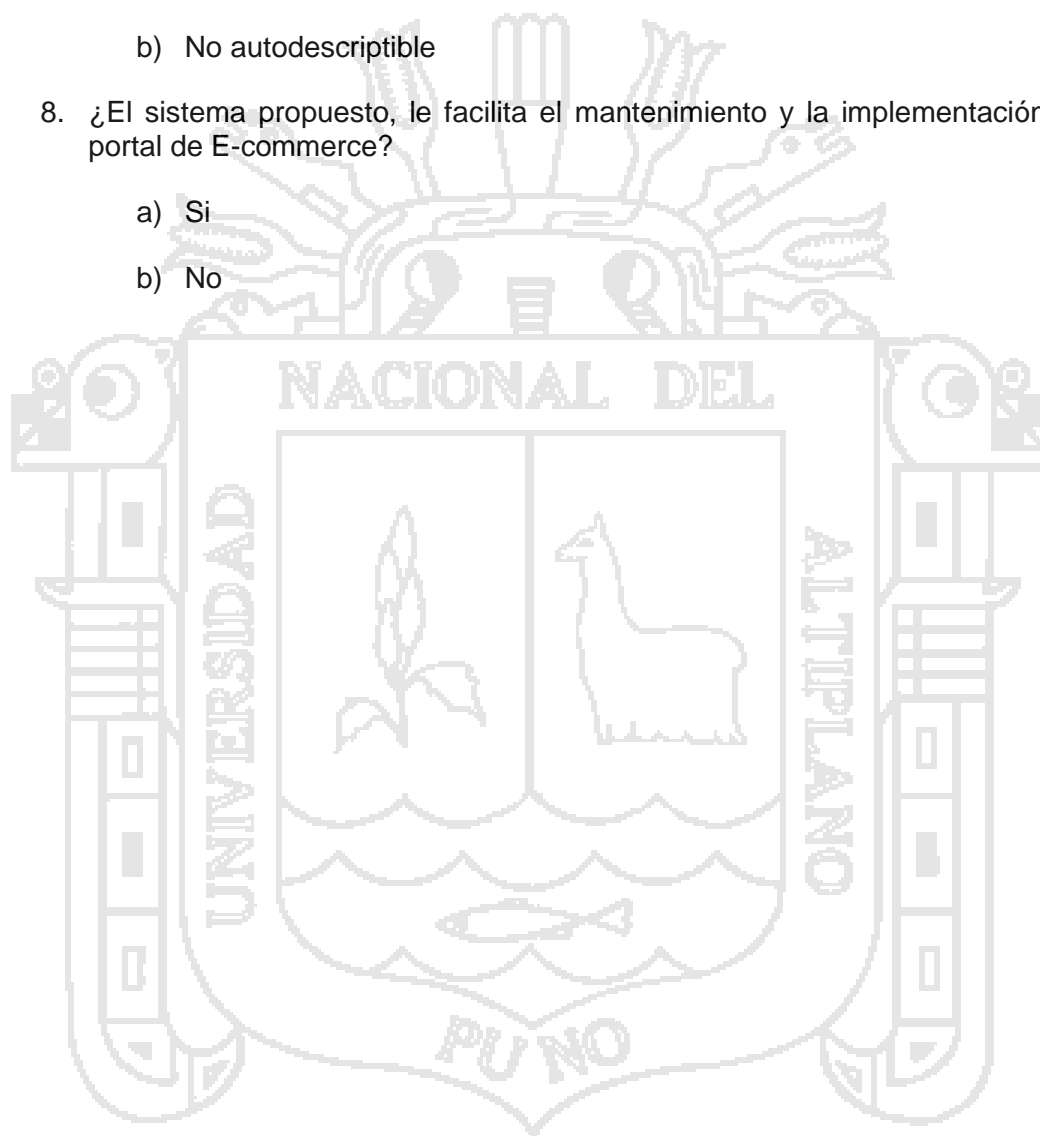 b) No autodescriptible
8. ¿El sistema propuesto, le facilita el mantenimiento y la implementación
portal de E-commerce?
a) Si
b) No
NACIONAL DEL
UNIVERSIDAD
ALTIPLANO
PUNO